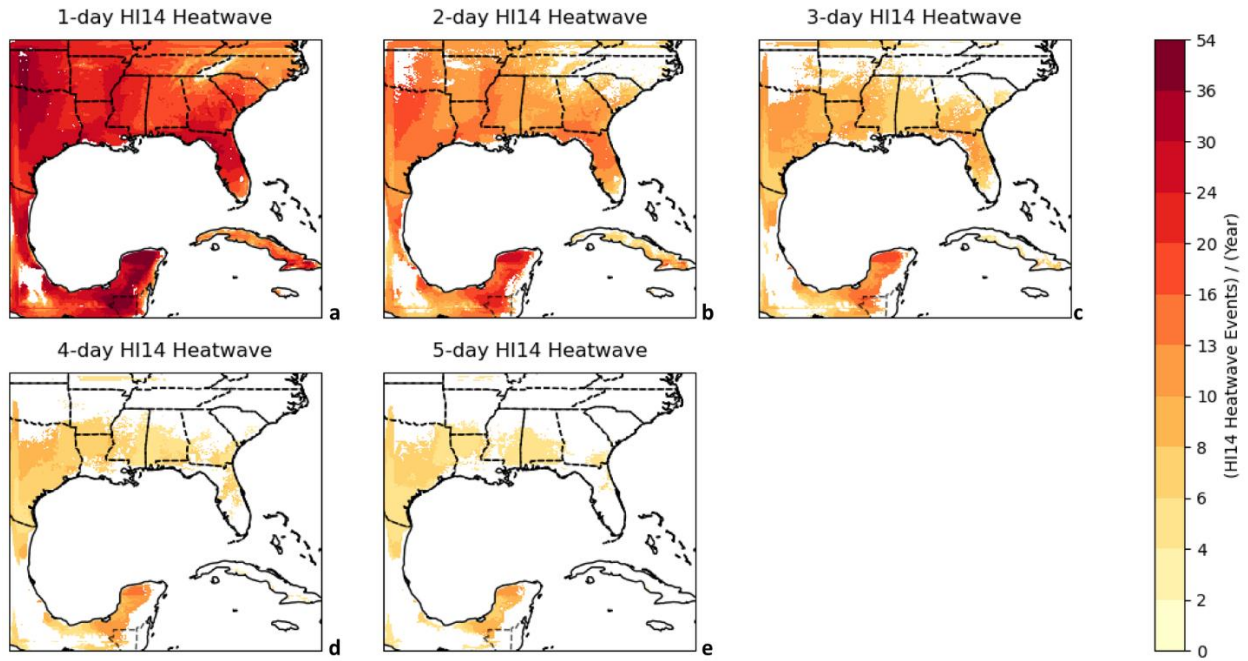 1-day HI14 Heatwave
2-day HI14 Heatwave
3-day HI14 Heatwave
a
b
c
4-day HI14 Heatwave
5-day HI14 Heatwave
d
e
54
36
30
24
20
16
13
10
8
6
4
2
0
(HI14 Heatwave Events) / (Year)